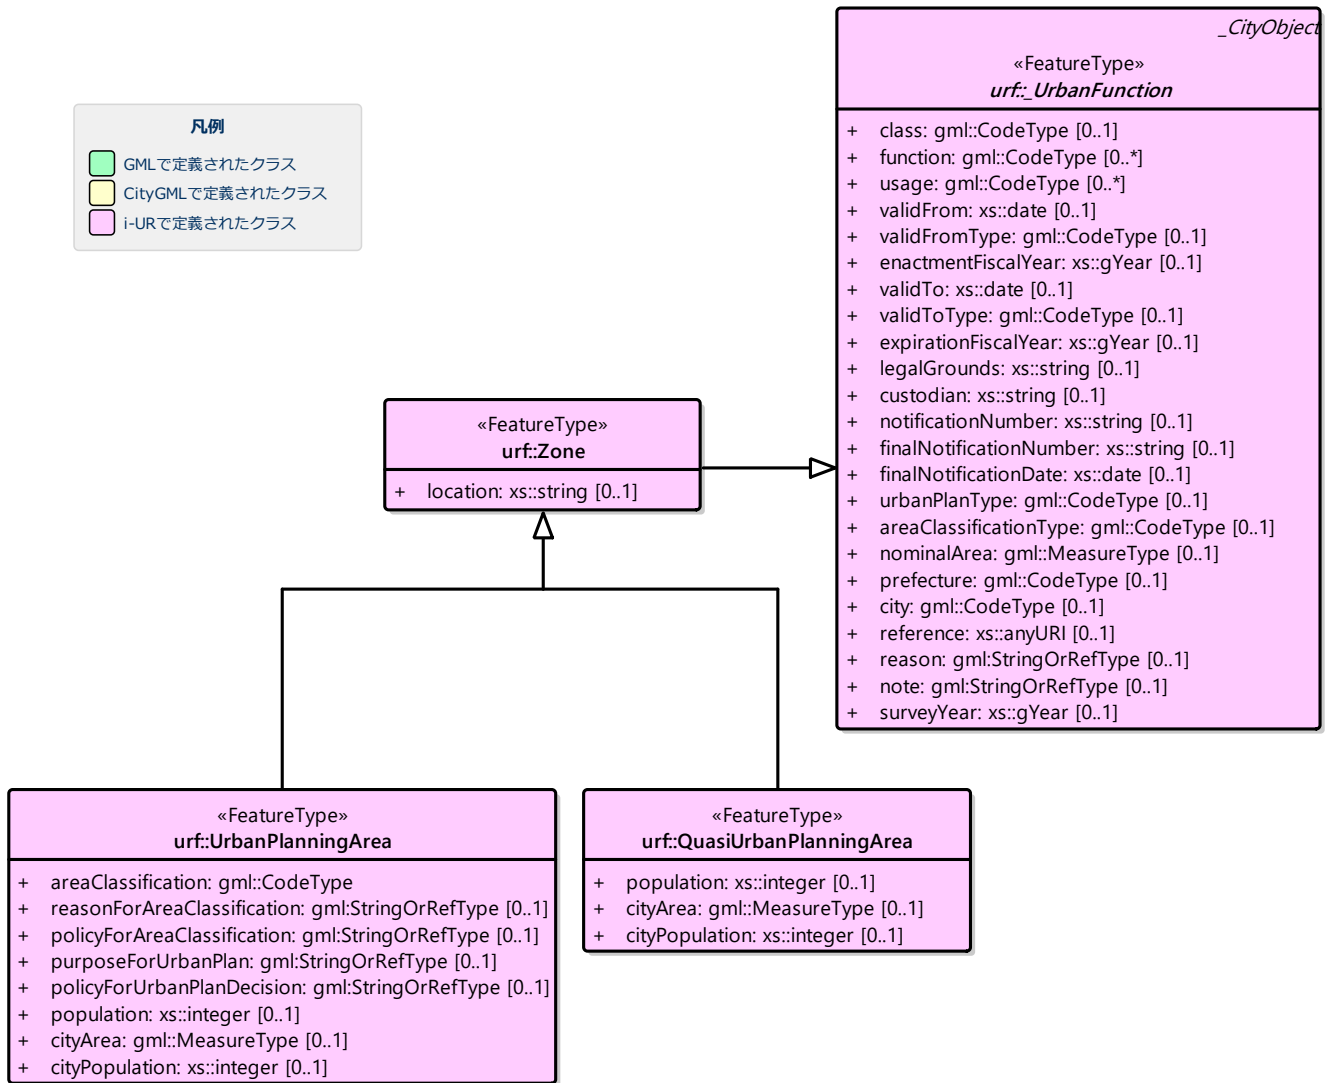 _CityObject
«FeatureType»
urf::_UrbanFunction
+ class: gml::CodeType [0..1]
+ function: gml::CodeType [0..*]
+ usage: gml::CodeType [0..*]
+ validFrom: xs::date [0..1]
+ validFromType: gml::CodeType [0..1]
+ enactmentFiscalYear: xs::gYear [0..1]
+ validTo: xs::date [0..1]
+ validToType: gml::CodeType [0..1]
+ expirationFiscalYear: xs::gYear [0..1]
+ legalGrounds: xs::string [0..1]
+ custodian: xs::string [0..1]
+ notificationNumber: xs::string [0..1]
+ finalNotificationNumber: xs::string [0..1]
+ finalNotificationDate: xs::date [0..1]
+ urbanPlanType: gml::CodeType [0..1]
+ areaClassificationType: gml::CodeType [0..1]
+ nominalArea: gml::MeasureType [0..1]
+ prefecture: gml::CodeType [0..1]
+ city: gml::CodeType [0..1]
+ reference: xs::anyURI [0..1]
+ reason: gml:StringOrRefType [0..1]
+ note: gml:StringOrRefType [0..1]
+ surveyYear: xs::gYear [0..1]
凡例
GMLで定義されたクラス
CityGMLで定義されたクラス
i-URで定義されたクラス
«FeatureType»
urf::Zone
+ location: xs::string [0..1]
«FeatureType»
urf::UrbanPlanningArea
+ areaClassification: gml::CodeType
+ reasonForAreaClassification: gml:StringOrRefType [0..1]
+ policyForAreaClassification: gml:StringOrRefType [0..1]
+ purposeForUrbanPlan: gml:StringOrRefType [0..1]
+ policyForUrbanPlanDecision: gml:StringOrRefType [0..1]
+ population: xs::integer [0..1]
+ cityArea: gml::MeasureType [0..1]
+ cityPopulation: xs::integer [0..1]
«FeatureType»
urf::QuasiUrbanPlanningArea
+ population: xs::integer [0..1]
+ cityArea: gml::MeasureType [0..1]
+ cityPopulation: xs::integer [0..1]